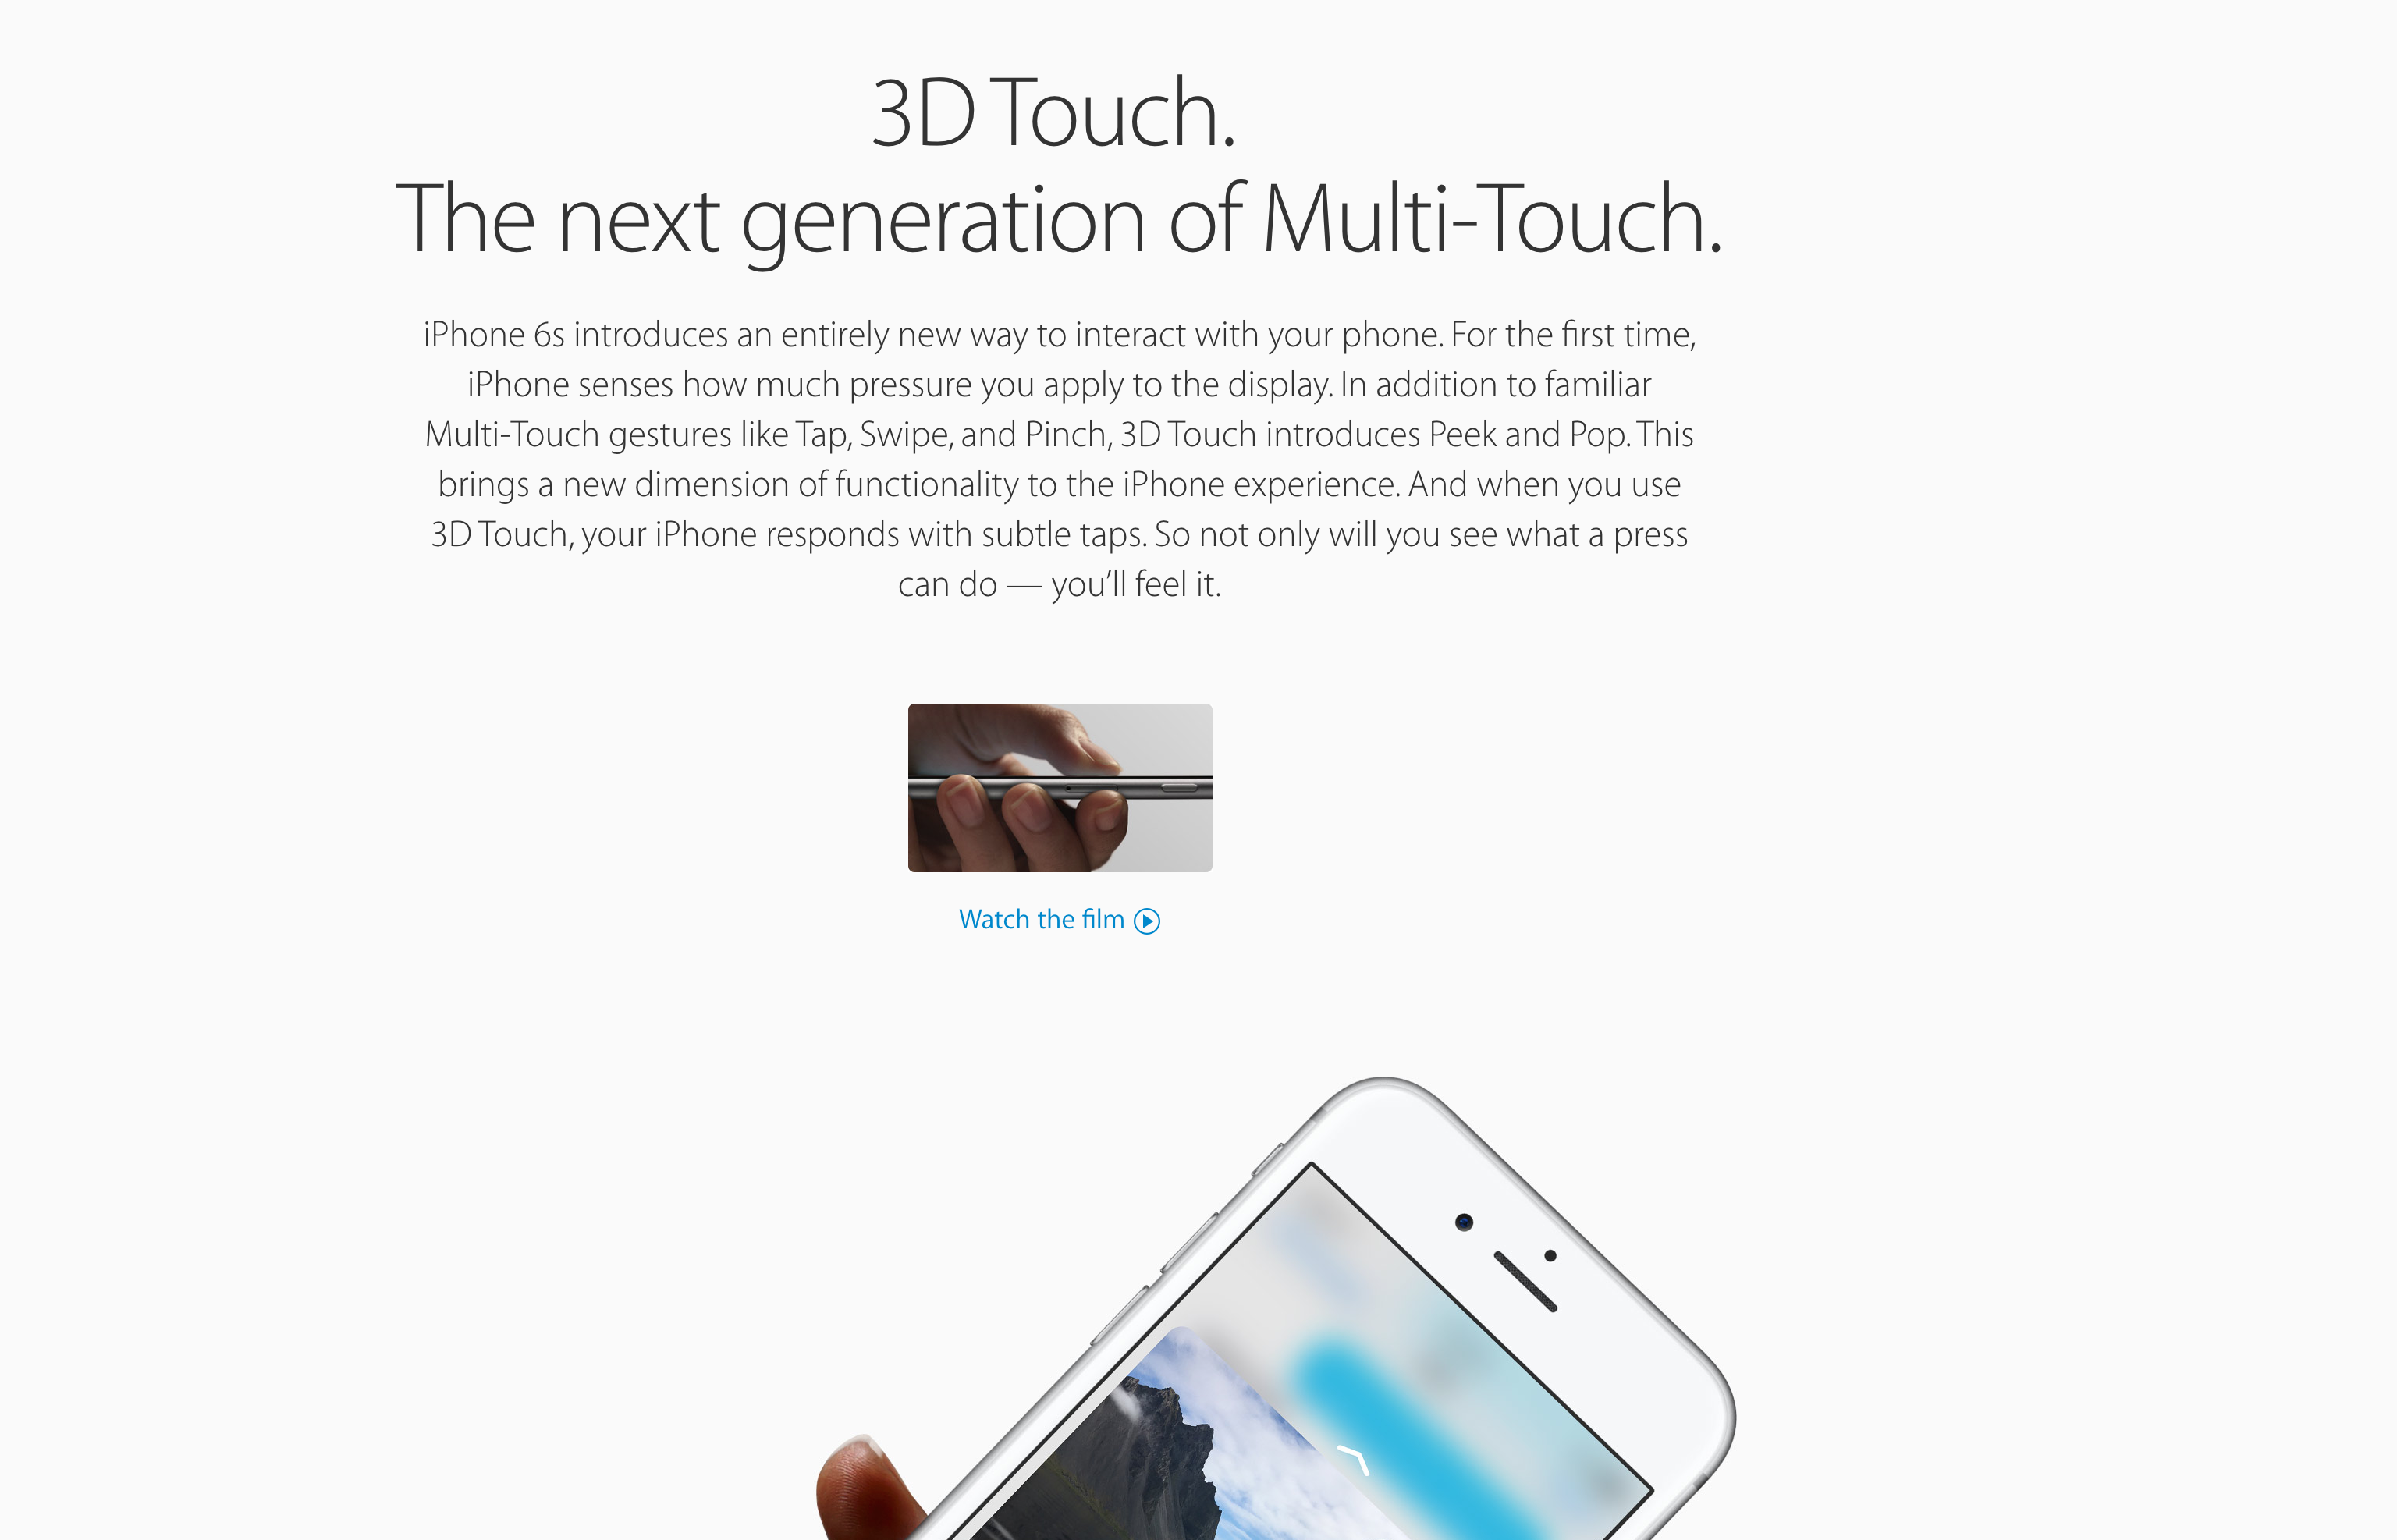 3D Touch.
The next generation of Multi-Touch.
iPhone 6s introduces an entirely new way to interact with your phone. For the first time,
iPhone senses how much pressure you apply to the display. In addition to familiar
Multi-Touch gestures like Tap, Swipe, and Pinch, 3D Touch introduces Peek and Pop. This
brings a new dimension of functionality to the iPhone experience. And when you use
3D Touch, your iPhone responds with subtle taps. So not only will you see what a press
can do — you’ll feel it.
Watch the film